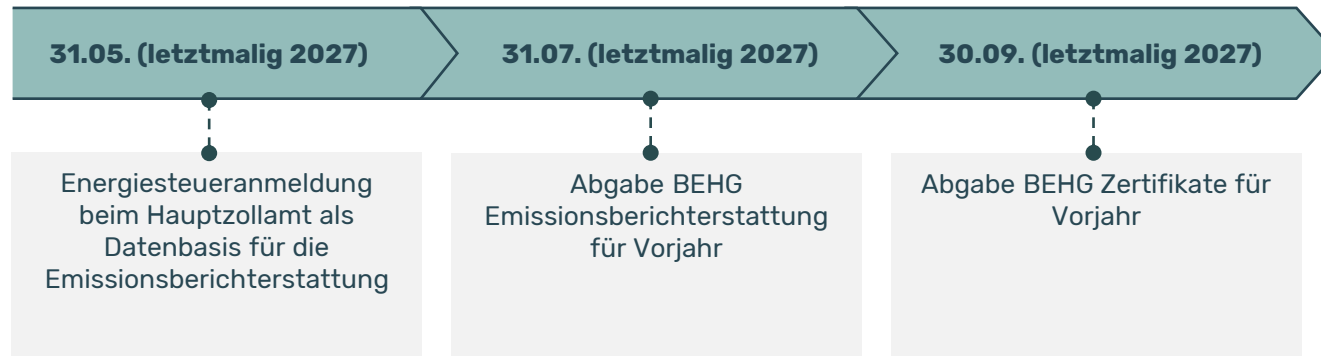 31.05. (letztmalig 2027)
31.07. (letztmalig 2027)
30.09. (letztmalig 2027)
Energiesteueranmeldung
beim Hauptzollamt als
Datenbasis für die
Emissionsberichterstattung
Abgabe BEHG
Emissionsberichterstattung
für Vorjahr
Abgabe BEHG Zertifikate für
Vorjahr